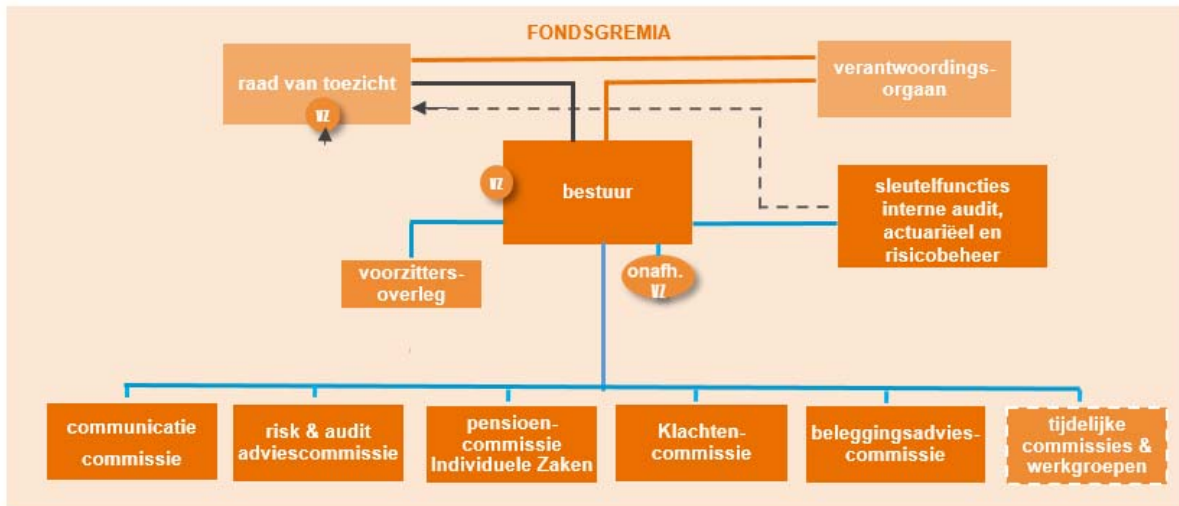 FONDSGREMIA
raad van toezicht
VZ
verantwoordings-
orgaan
VZ
bestuur
sleutelfuncties
interne audit,
actuariëel en
risicobeheer
voorzitters-
overleg
onafh.
VZ
communicatie
commissie
risk & audit
adviescommissie
pensioen-
commissie
Individuele Zaken
Klachten-
commissie
beleggingsadvies-
commissie
tijdelijke
commissies &
werkgroepen